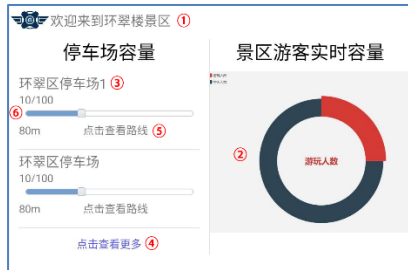 欢迎来到环翠楼景区 ①
停车场容量
环翠区停车场1 ③
10/100
⑥
80m 点击查看路线 ⑤
环翠区停车场
10/100
80m 点击查看路线
点击查看更多 ④
景区游客实时容量
②
游玩人数